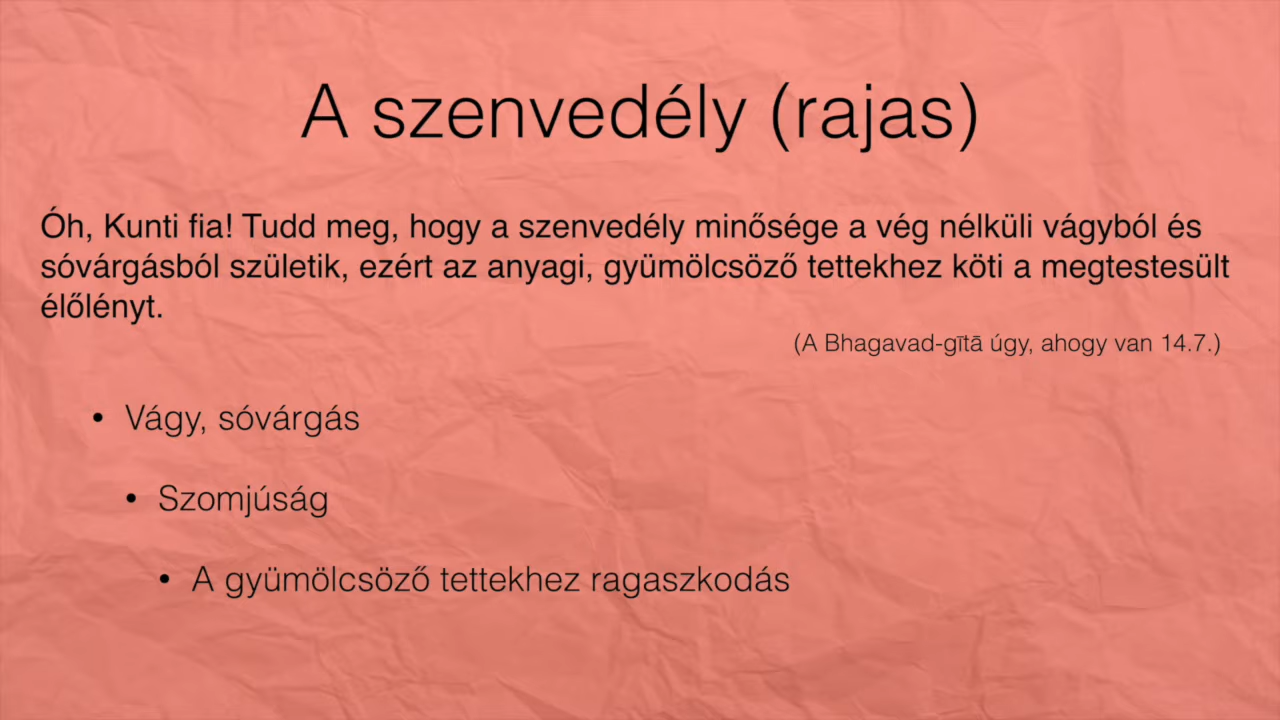 A szenvedély (rajas)
Óh, Kunti fia! Tudd meg, hogy a szenvedély minősége a vég nélküli vágyból és
sóvárgásból születik, ezért az anyagi, gyümölcsöző tettekhez köti a megtestesült
élőlényt.
(A Bhagavad-gītā úgy, ahogy van 14.7.)
• Vágy, sóvárgás
• Szomjúság
• A gyümölcsöző tettekhez ragaszkodás